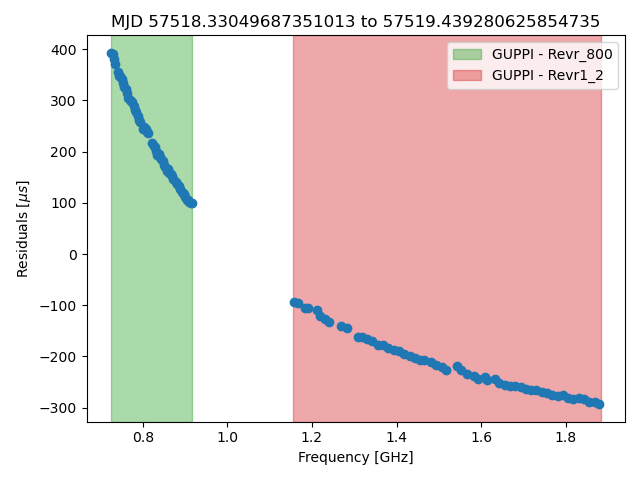 MJD 57518.33049687351013 to 57519.439280625854735
GUPPI - Revr_800
GUPPI - Revr1_2
Residuals [µs]
400
300
200
100
0
−100
−200
−300
0.8
1.0
1.2
1.4
1.6
1.8
Frequency [GHz]